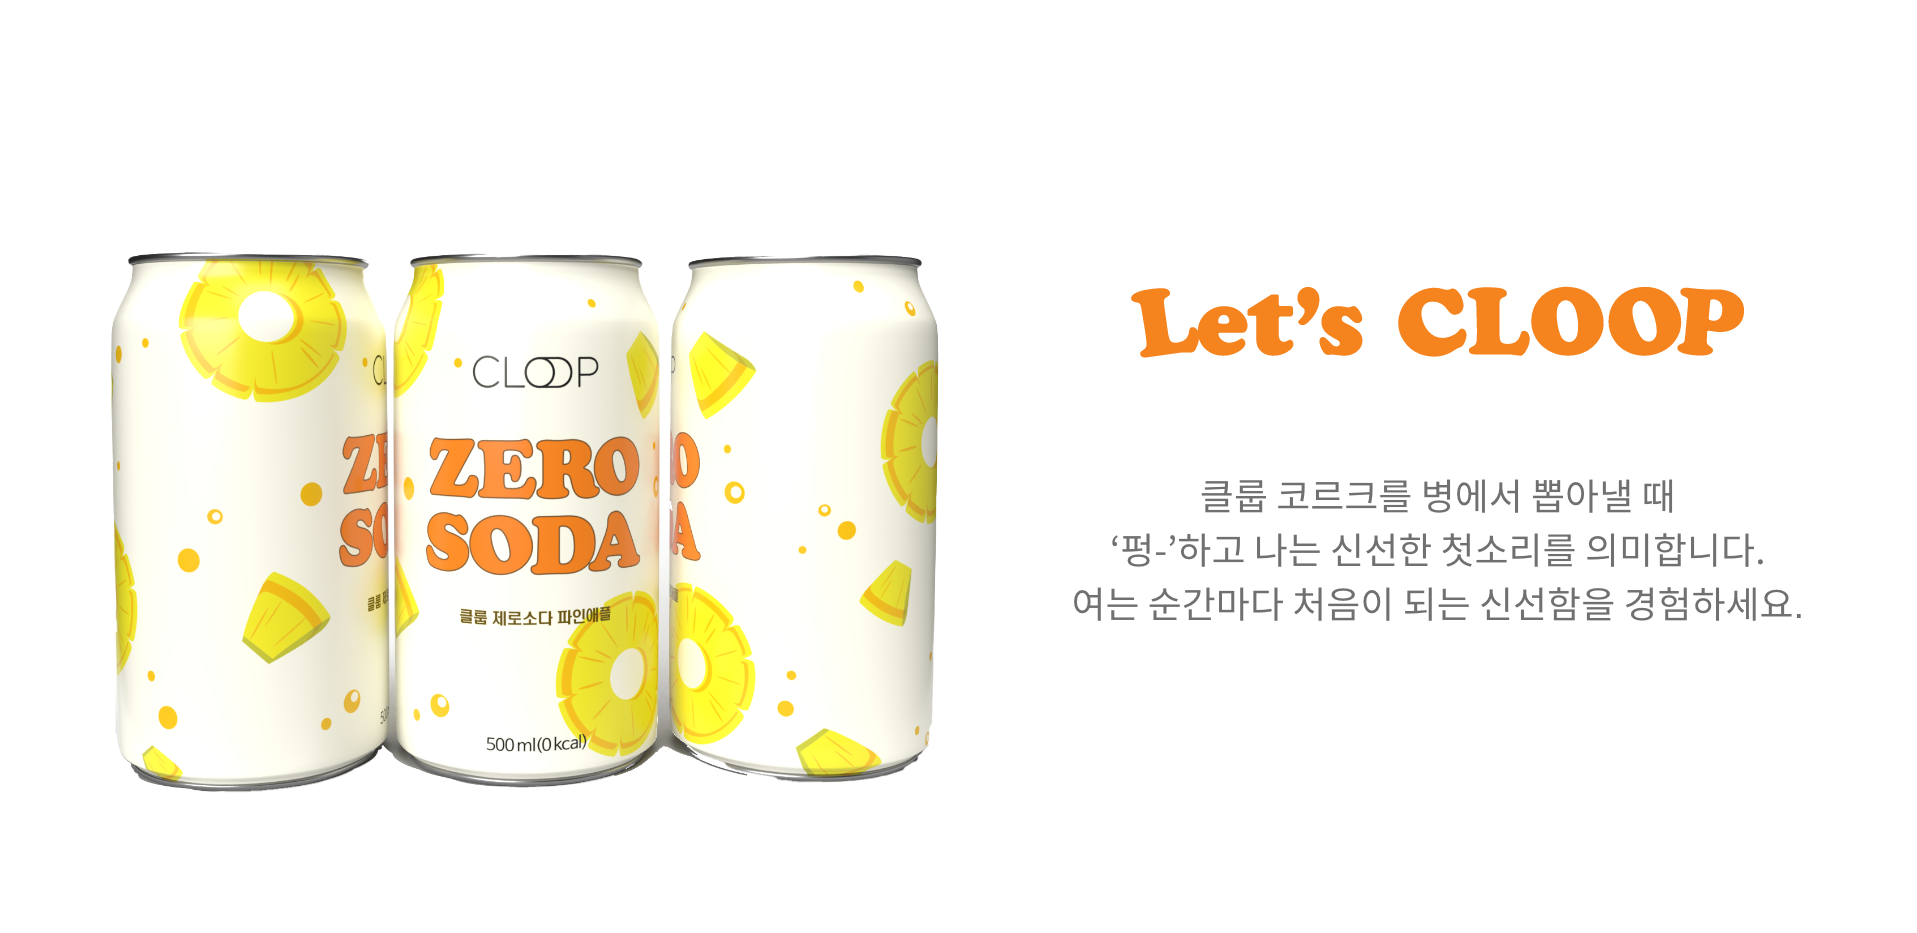 CLOOP
ZERO
SODA
클룹 제로소다 파인애플
500ml(0kcal)
Let's CLOOP
클룹 코르크를 병에서 뽑아낼 때
‘펑-’하고 나는 신선한 첫소리를 의미합니다.
여는 순간마다 처음이 되는 신선함을 경험하세요.